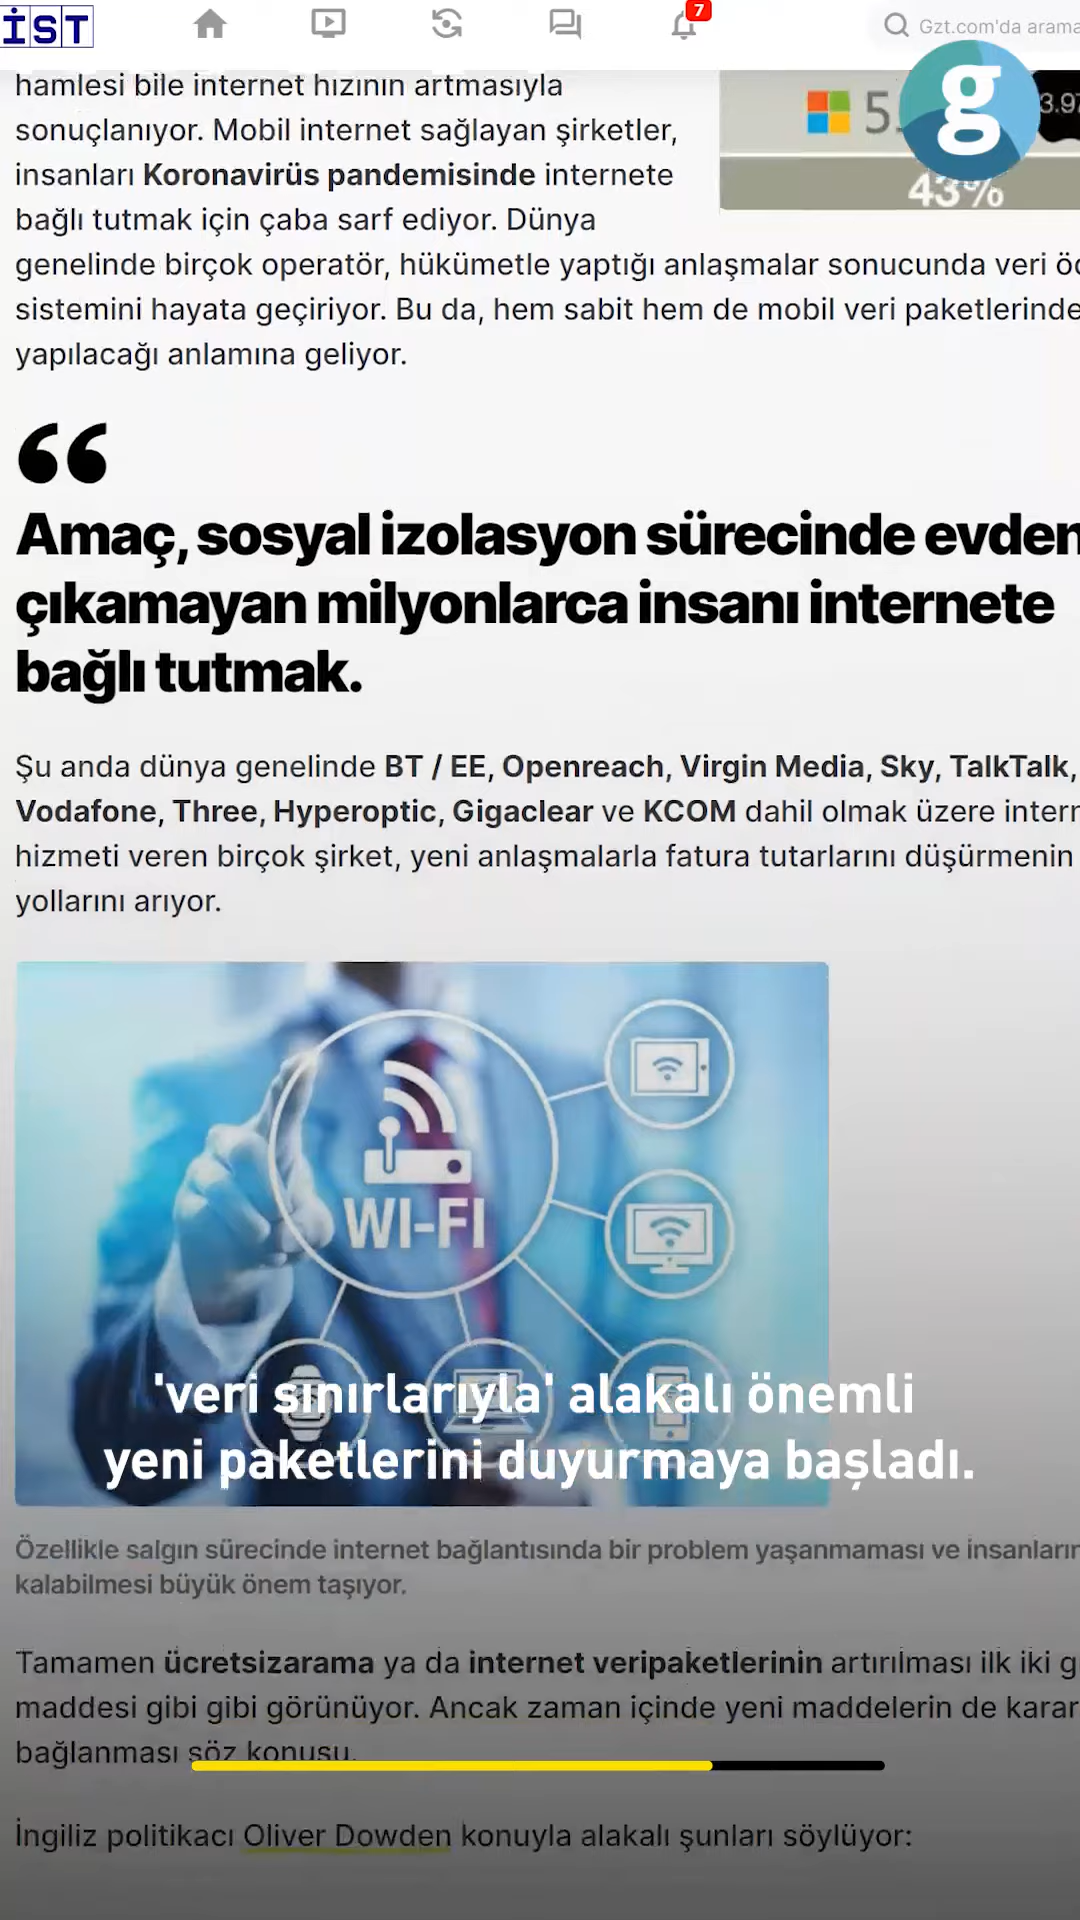 İST
7
Gzt.com'da arama
g
5.
3.97
43%
hamlesi bile internet hızının artmasıyla
sonuçlanıyor. Mobil internet sağlayan şirketler,
insanları Koronavirüs pandemisinde internete
bağlı tutmak için çaba sarf ediyor. Dünya
genelinde birçok operatör, hükümetle yaptığı anlaşmalar sonucunda veri
sistemini hayata geçiriyor. Bu da, hem sabit hem de mobil veri paketlerinde
yapılacağı anlamına geliyor.
“
Amaç, sosyal izolasyon sürecinde evden
çıkamayan milyonlarca insanı internete
bağlı tutmak.
Şu anda dünya genelinde BT / EE, Openreach, Virgin Media, Sky, TalkTalk,
Vodafone, Three, Hyperoptic, Gigaclear ve KCOM dahil olmak üzere
hizmeti veren birçok şirket, yeni anlaşmalarla fatura tutarlarını düşürmenin
yollarını arıyor.
WI-FI
'veri sınırlarıyla' alakalı önemli
yeni paketlerini duyurmaya başladı.
Özellikle salgın sürecinde internet bağlantısında bir problem yaşanmaması ve
kalabilmesi büyük önem taşıyor.
Tamamen ücretsizarama ya da internet veripaketlerinin artırılması ilk iki
maddesi gibi gibi görünüyor. Ancak zaman içinde yeni maddelerin de
bağlanması söz konusu.
İngiliz politikacı Oliver Dowden konuyla alakalı şunları söylüyor: